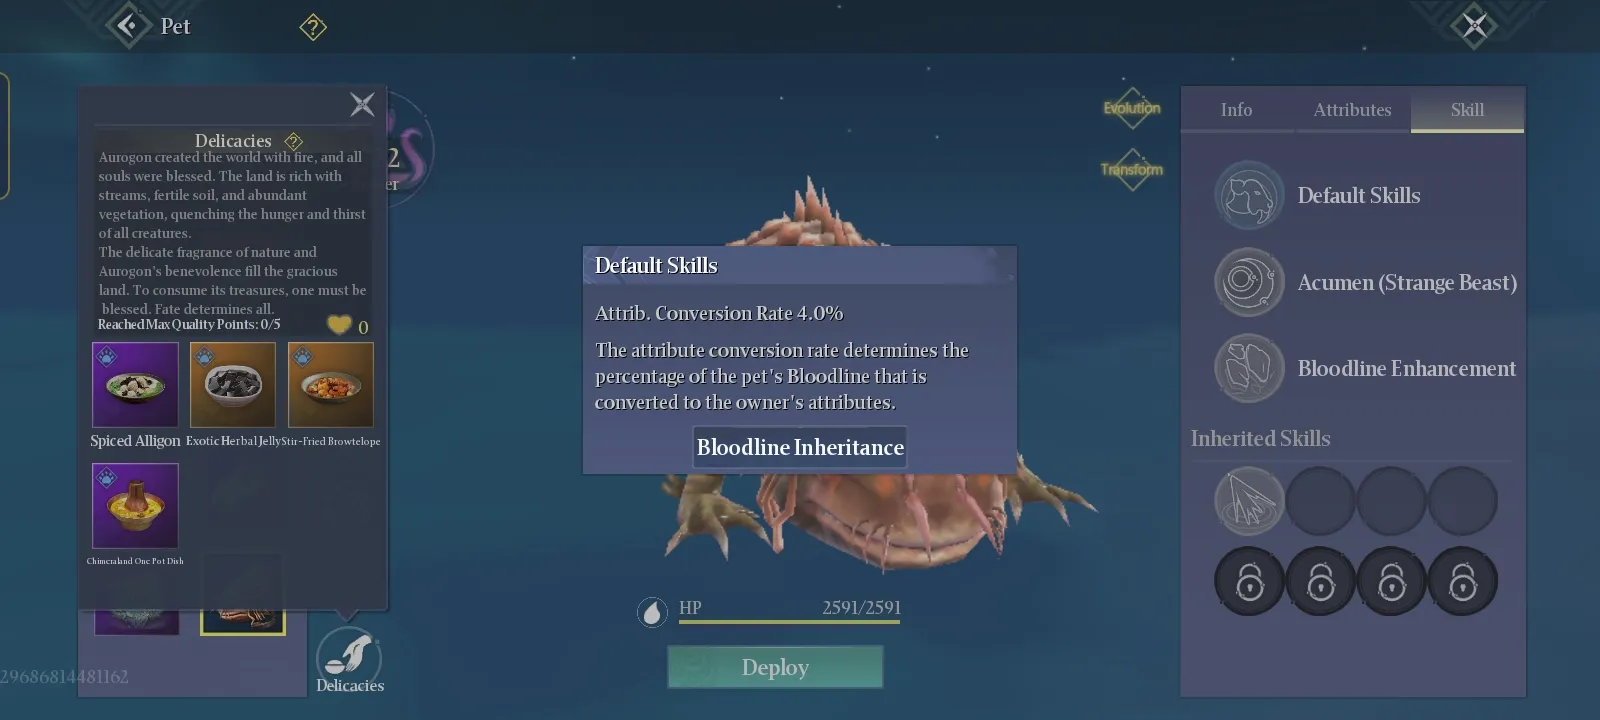 Pet
?
Delicacies ?
Aurogon created the world with fire, and all
souls were blessed. The land is rich with
streams, fertile soil, and abundant
vegetation, quenching the hunger and thirst
of all creatures.
The delicate fragrance of nature and
Aurogon's benevolence fill the gracious
land. To consume its treasures, one must be
blessed. Fate determines all.
Reached Max Quality Points: 0/5
0
Spiced Alligon
Exotic Herbal Jelly
Stir-Fried Browtelope
Chimeraland One Pot Dish
Delicacies
29686814481162
2
er
Evolution
Transform
Default Skills
Attrib. Conversion Rate 4.0%
The attribute conversion rate determines the
percentage of the pet's Bloodline that is
converted to the owner's attributes.
Bloodline Inheritance
HP 2591/2591
Deploy
Info Attributes Skill
Default Skills
Acumen (Strange Beast)
Bloodline Enhancement
Inherited Skills